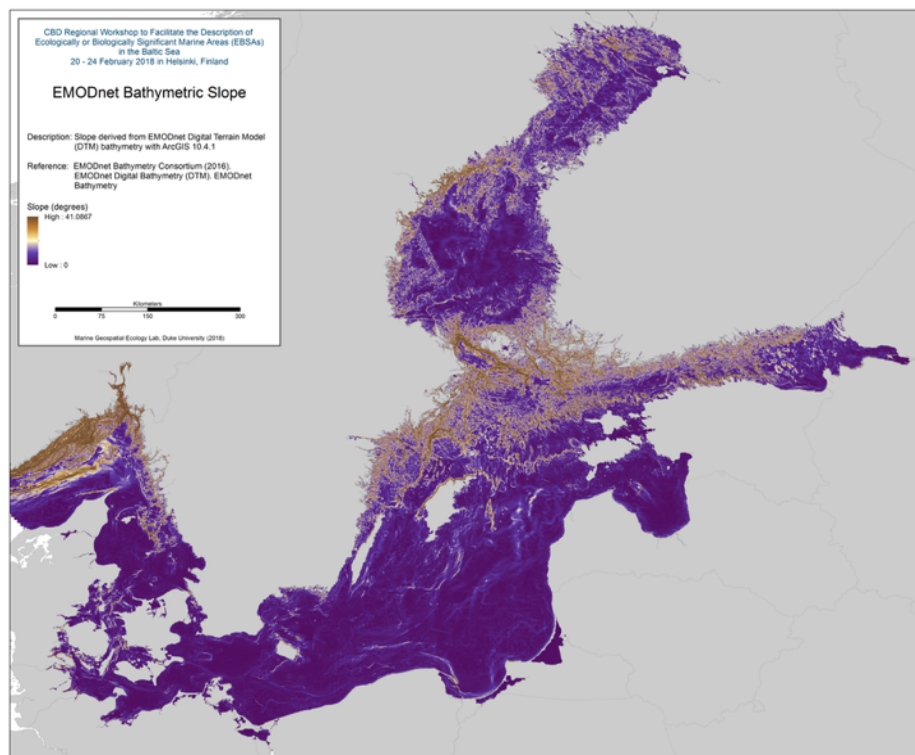 CBD Regional Workshop to Facilitate the Description of
Ecologically or Biologically Significant Marine Areas (EBSAs)
in the Baltic Sea
20 - 24 February 2018 in Helsinki, Finland
EMODnet Bathymetric Slope
Description: Slope derived from EMODnet Digital Terrain Model
(DTM) bathymetry with ArcGIS 10.4.1
Reference: EMODnet Bathymetry Consortium (2016).
EMODnet Digital Bathymetry (DTM). EMODnet
Bathymetry
Slope (degrees)
High : 41.0867
Low : 0
Kilometers
0 75 150 300
Marine Geospatial Ecology Lab, Duke University (2018)